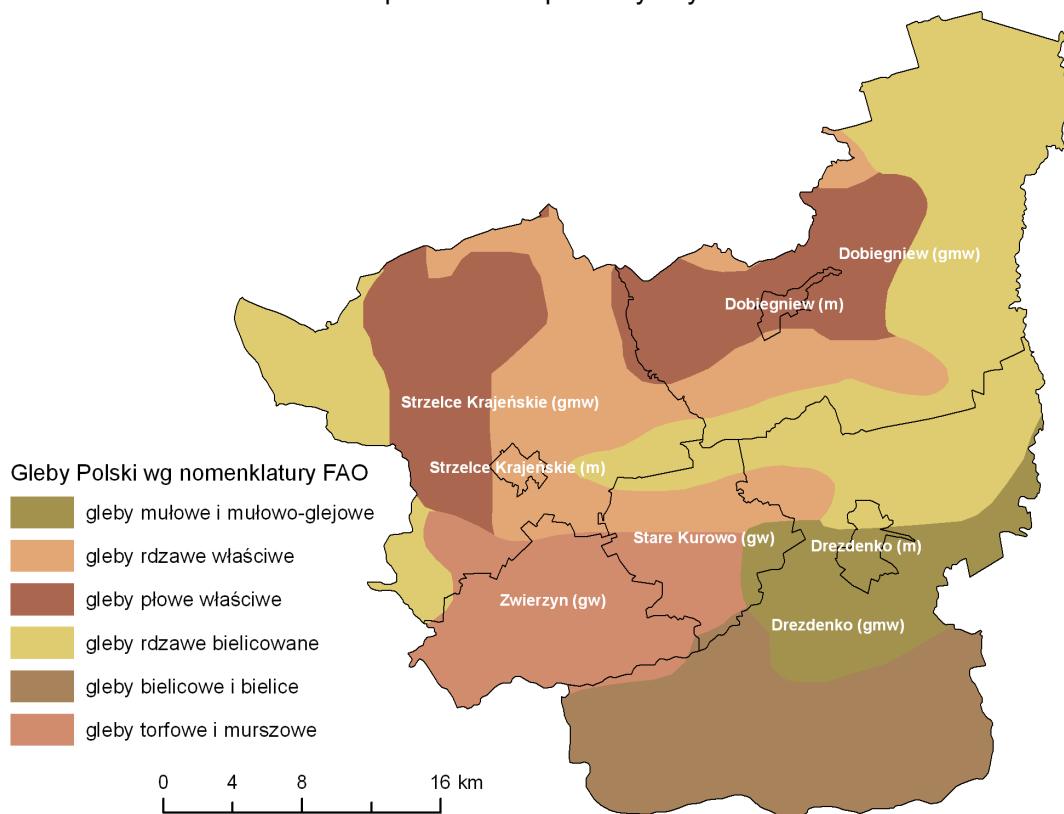 Dobiegniew (gmw)
Dobiegniew (m)
Strzelce Krajeńskie (gmw)
Strzelce Krajeńskie (m)
Stare Kurowo (gw)
Drezdenko (m)
Zwierzyn (gw)
Drezdenko (gmw)
Gleby Polski wg nomenklatury FAO
gleby mułowe i mułowo-glejowe
gleby rdzawe właściwe
gleby płowe właściwe
gleby rdzawe bielicowane
gleby bielicowe i bielice
gleby torfowe i murszowe
0 4 8 16 km